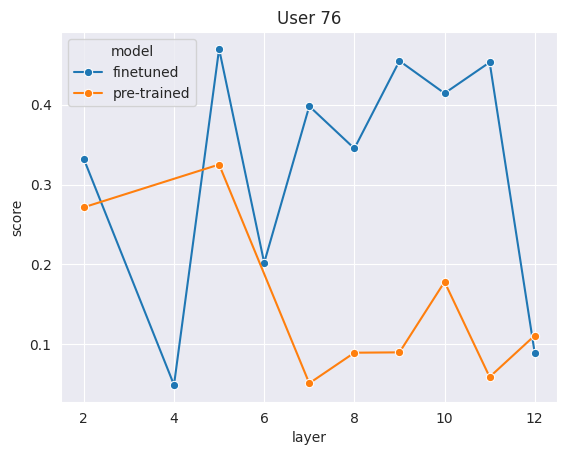 User 76
model
finetuned
pre-trained
score
0.4
0.3
0.2
0.1
2 4 6 8 10 12
layer